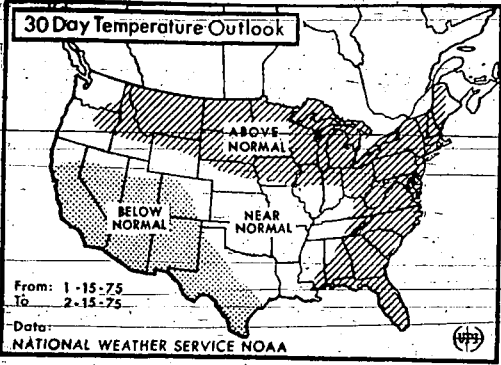 30 Day Temperature Outlook
ABOVE
NORMAL
BELOW
NORMAL
NEAR
NORMAL
From: 1-15-75
To 2-15-75
Data:
NATIONAL WEATHER SERVICE NOAA
UPI